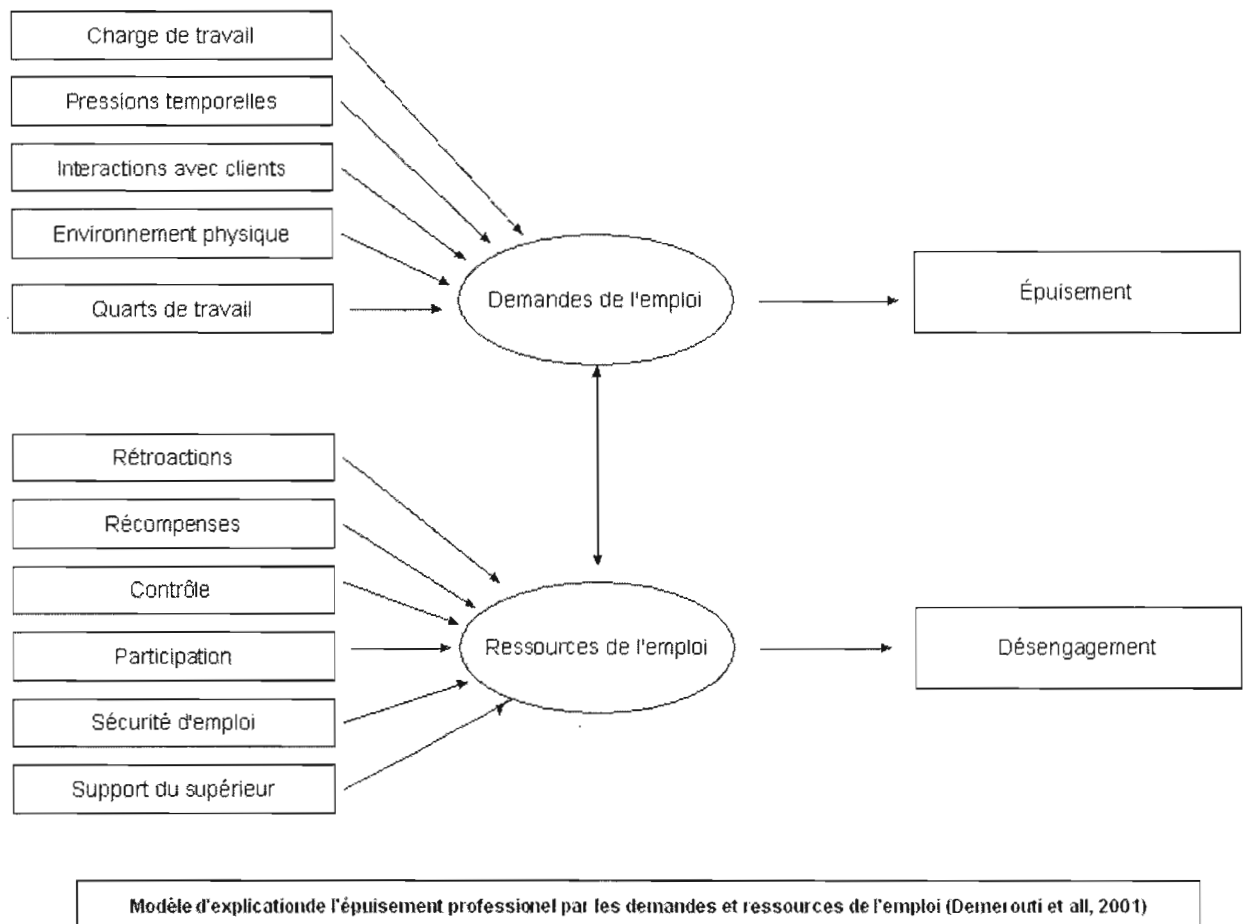 Charge de travail
Pressions temporelles
Interactions avec clients
Environnement physique
Quarts de travail
Demandes de l'emploi
Épuisement
Rétroactions
Récompenses
Contrôle
Participation
Sécurité d'emploi
Support du supérieur
Ressources de l'emploi
Désengagement
Modèle d'explicationde l'épuisement professionel par les demandes et ressources de l'emploi (Demerouti et all, 2001)